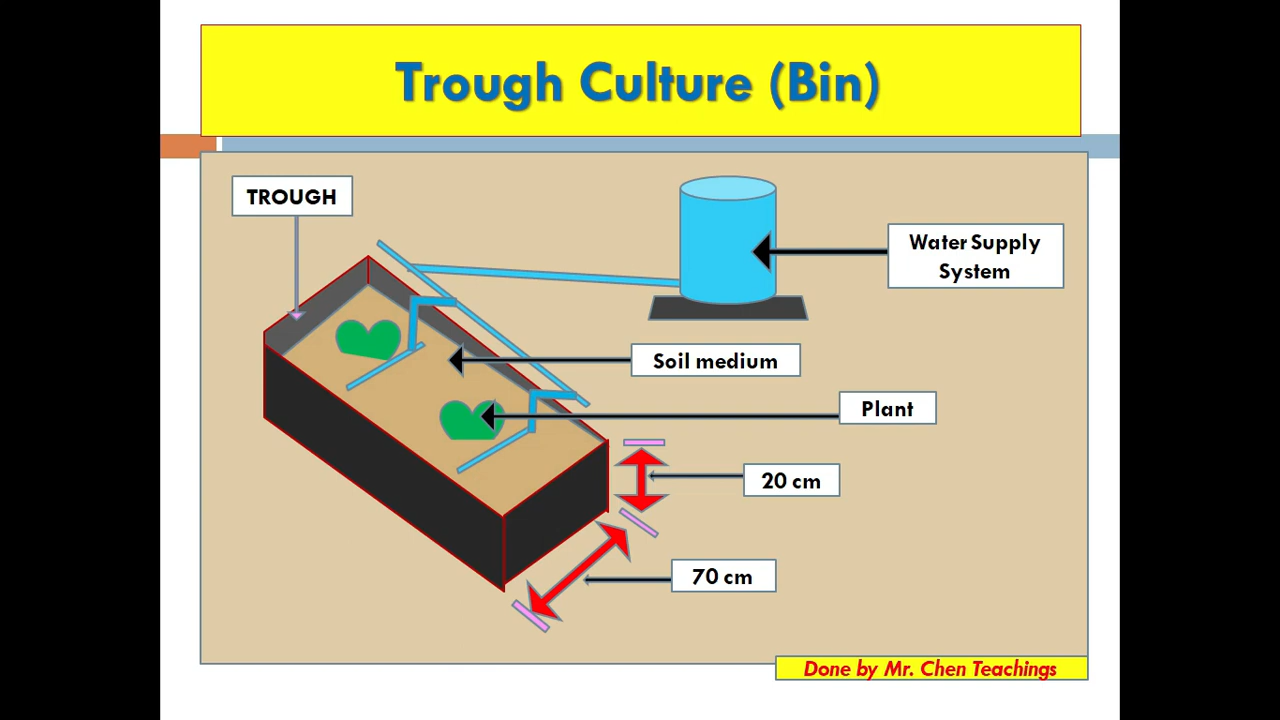 Trough Culture (Bin)
TROUGH
Water Supply
System
Soil medium
Plant
20 cm
70 cm
Done by Mr. Chen Teachings